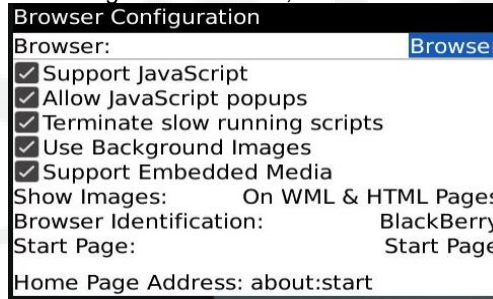 Browser Configuration
Browser: Browse
Support JavaScript
Allow JavaScript popups
Terminate slow running scripts
Use Background Images
Support Embedded Media
Show Images: On WML & HTML Pages
Browser Identification: BlackBerry
Start Page: Start Page
Home Page Address: about:start